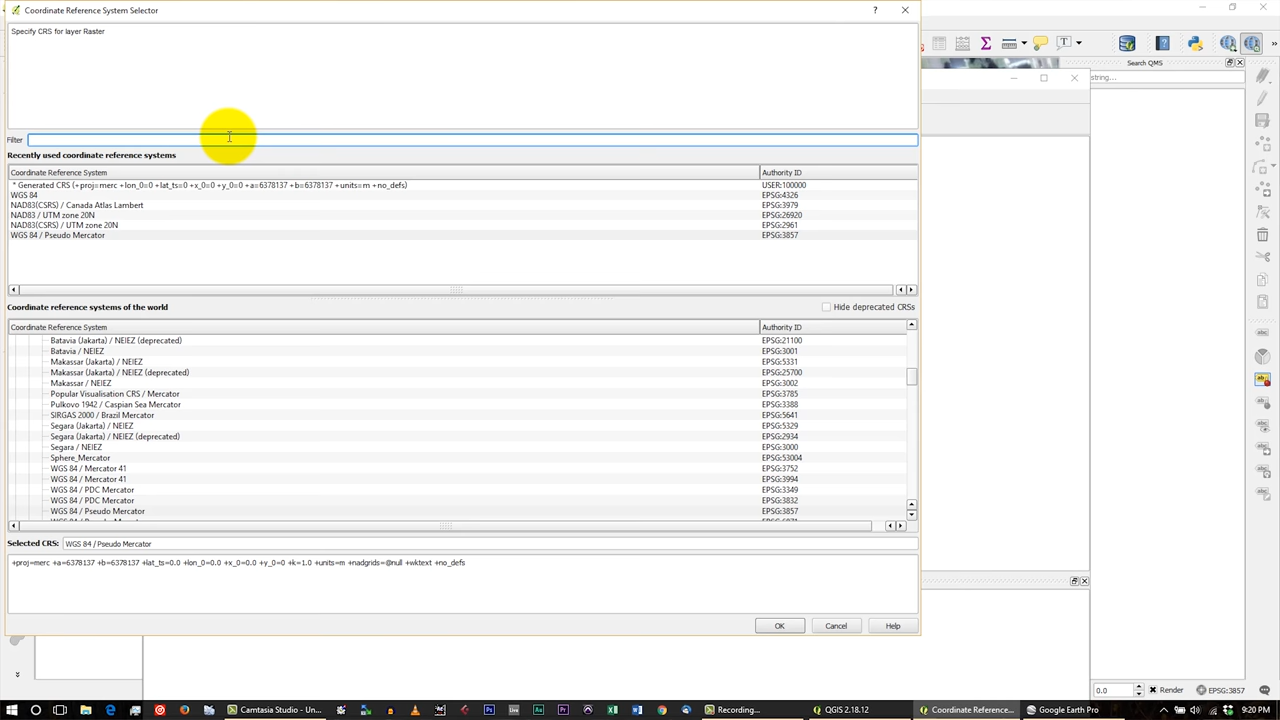 Coordinate Reference System Selector
?
Specify CRS for layer Raster
Search QMS
string...
Filter
Recently used coordinate reference systems
Coordinate Reference System Authority ID
* Generated CRS (+proj=merc +lon_0=0 +lat_ts=0 +x_0=0 +y_0=0 +a=6378137 +b=6378137 +units=m +no_defs) USER:100000
WGS 84 EPSG:4326
NAD83(CSRS) / Canada Atlas Lambert EPSG:3979
NAD83 / UTM zone 20N EPSG:26920
NAD83(CSRS) / UTM zone 20N EPSG:2961
WGS 84 / Pseudo Mercator EPSG:3857
Coordinate reference systems of the world Hide deprecated CRSs
Coordinate Reference System Authority ID
Batavia (Jakarta) / NEIEZ (deprecated) EPSG:21100
Batavia / NEIEZ EPSG:3001
Makassar (Jakarta) / NEIEZ EPSG:5331
Makassar (Jakarta) / NEIEZ (deprecated) EPSG:25700
Makassar / NEIEZ EPSG:3002
Popular Visualisation CRS / Mercator EPSG:3785
Pulkovo 1942 / Caspian Sea Mercator EPSG:3388
SIRGAS 2000 / Brazil Mercator EPSG:5641
Segara (Jakarta) / NEIEZ EPSG:5329
Segara (Jakarta) / NEIEZ (deprecated) EPSG:2934
Segara / NEIEZ EPSG:3000
Sphere_Mercator EPSG:53004
WGS 84 / Mercator 41 EPSG:3752
WGS 84 / Mercator 41 EPSG:3994
WGS 84 / PDC Mercator EPSG:3349
WGS 84 / PDC Mercator EPSG:3832
WGS 84 / Pseudo Mercator EPSG:3857
Selected CRS: WGS 84 / Pseudo Mercator
+proj=merc +a=6378137 +b=6378137 +lat_ts=0.0 +lon_0=0.0 +x_0=0.0 +y_0=0 +k=1.0 +units=m +nadgrids=@null +wktext +no_defs
OK Cancel Help
0.0 Render EPSG:3857
Camtasia Studio - Un... Recording... QGIS 2.18.12 Coordinate Reference... Google Earth Pro 9:20 PM